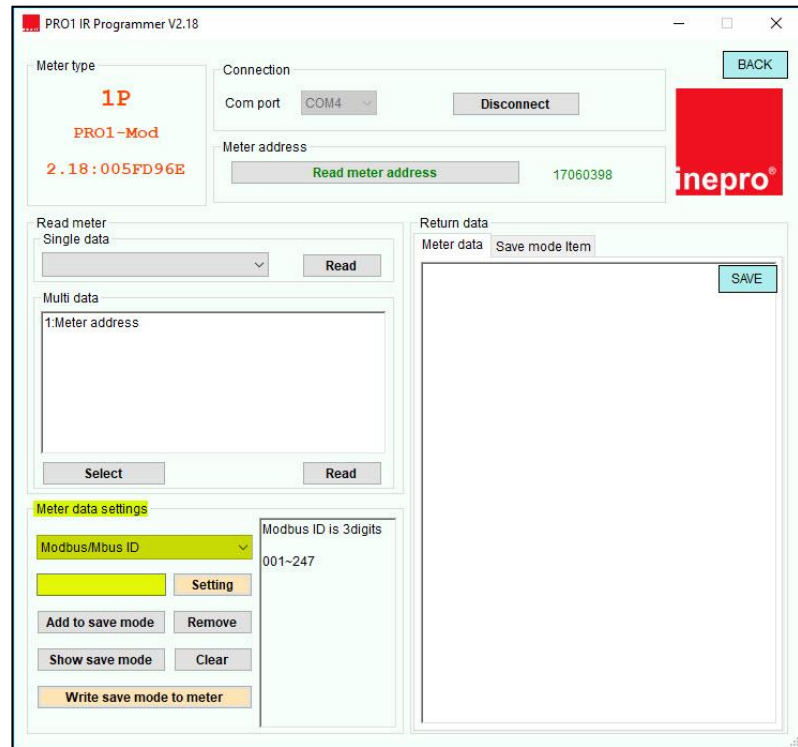 PRO1 IR Programmer V2.18
BACK
Meter type
1P
PRO1-Mod
2.18:005FD96E
Connection
Com port COM4 Disconnect
Meter address
Read meter address 17060398
inepro®
Read meter
Single data
Read
Multi data
1:Meter address
Select Read
Meter data settings
Modbus/Mbus ID
Setting
Add to save mode Remove
Show save mode Clear
Write save mode to meter
Modbus ID is 3digits
001~247
Return data
Meter data Save mode Item
SAVE